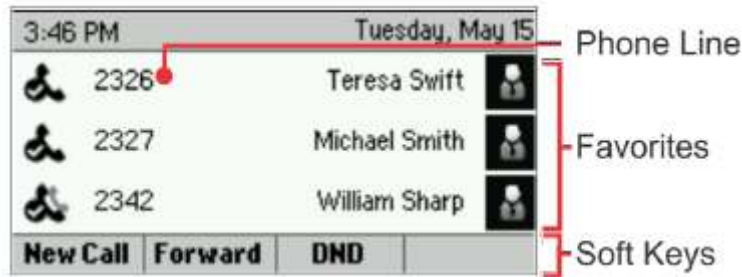 3:46 PM Tuesday, May 15
Phone Line
2326 Teresa Swift
2327 Michael Smith
Favorites
2342 William Sharp
New Call Forward DND
Soft Keys